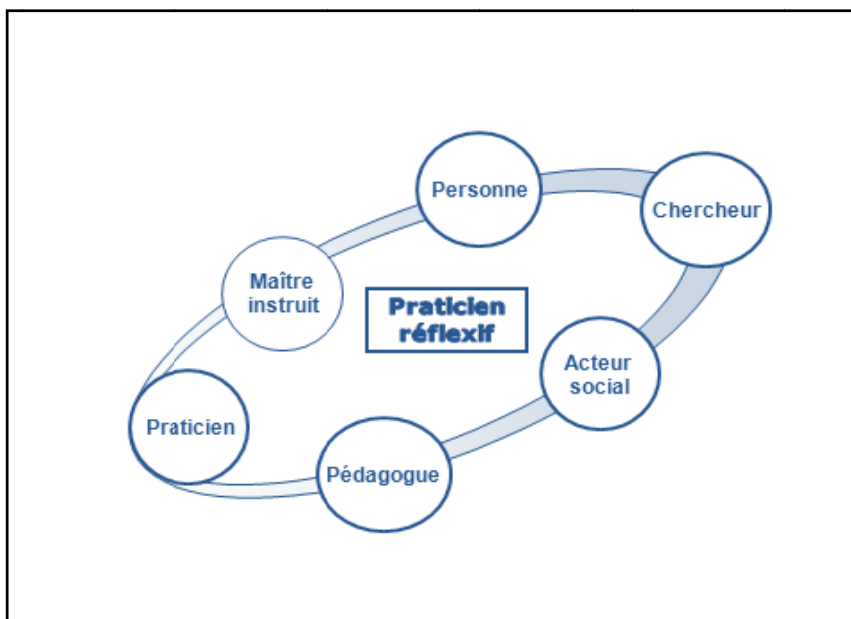 Personne
Chercheur
Maître
instruit
Praticien
réflexif
Acteur
social
Praticien
Pédagogue